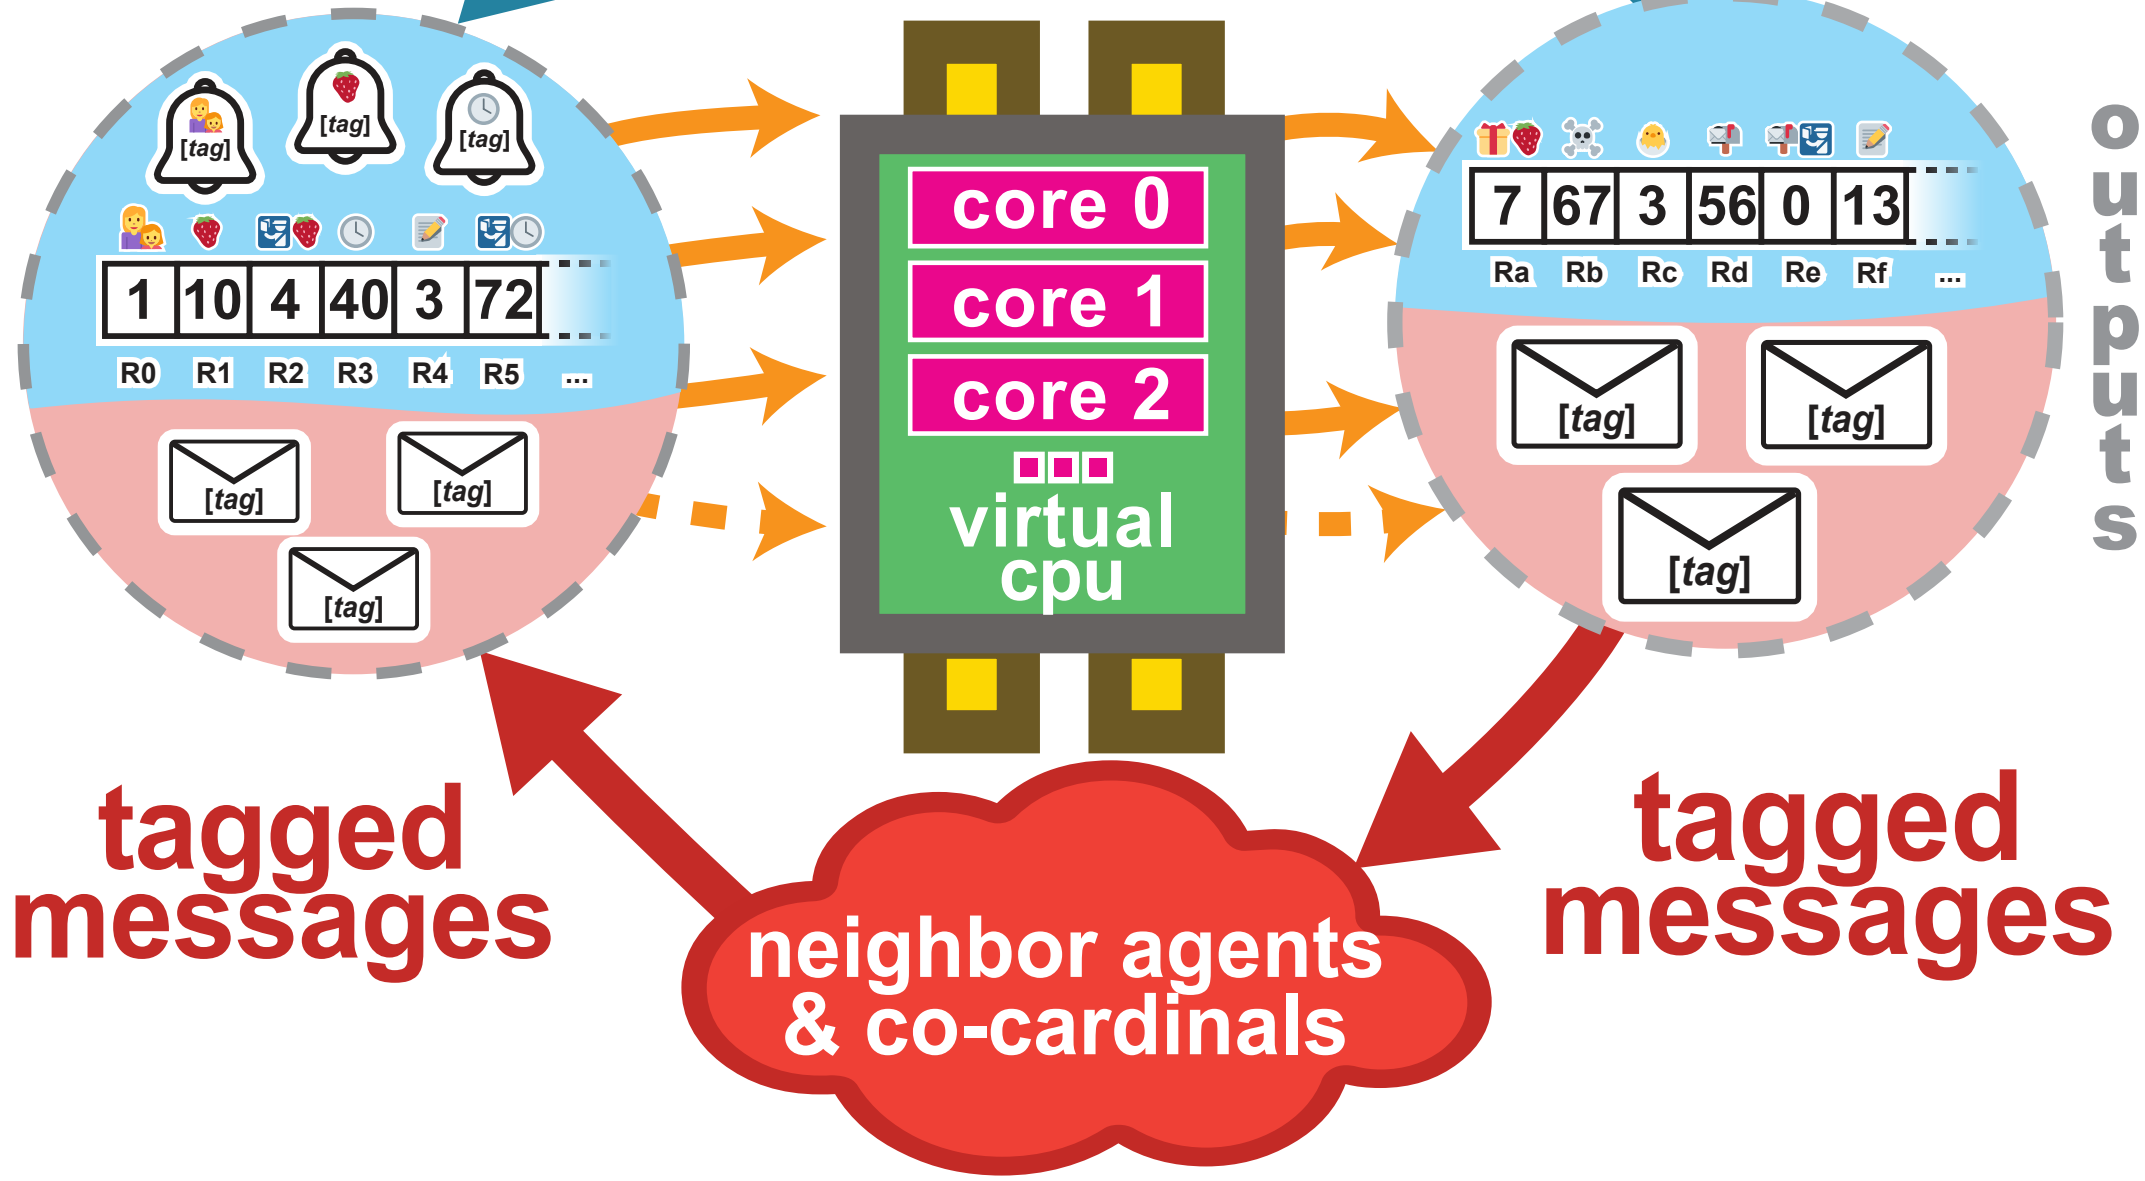 [tag]
[tag]
[tag]
1 10 4 40 3 72
R0 R1 R2 R3 R4 R5 ...
[tag]
[tag]
[tag]
core 0
core 1
core 2
virtual
cpu
7 67 3 56 0 13
Ra Rb Rc Rd Re Rf ...
[tag]
[tag]
[tag]
outputs
tagged
messages
neighbor agents
& co-cardinals
tagged
messages